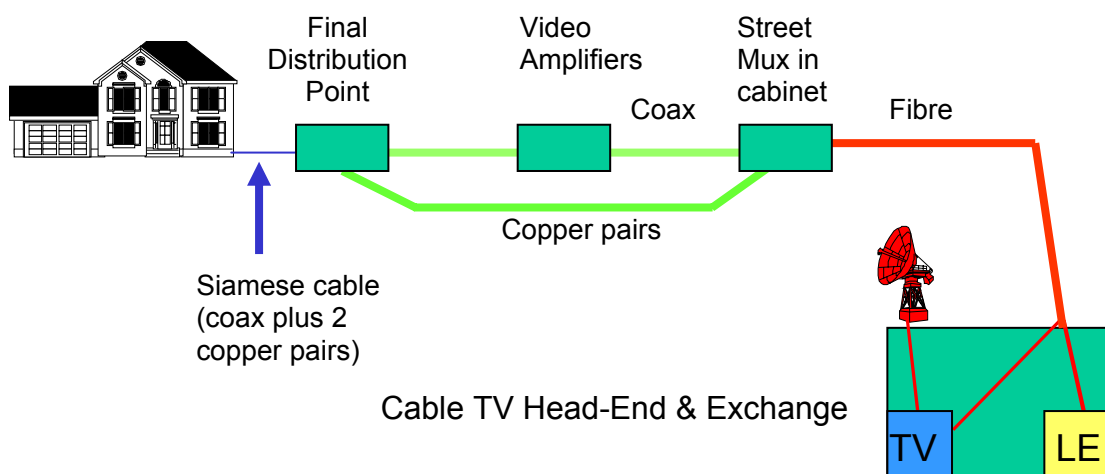 Final
Distribution
Point
Video
Amplifiers
Street
Mux in
cabinet
Coax
Fibre
Copper pairs
Siamese cable
(coax plus 2
copper pairs)
Cable TV Head-End & Exchange
TV
LE